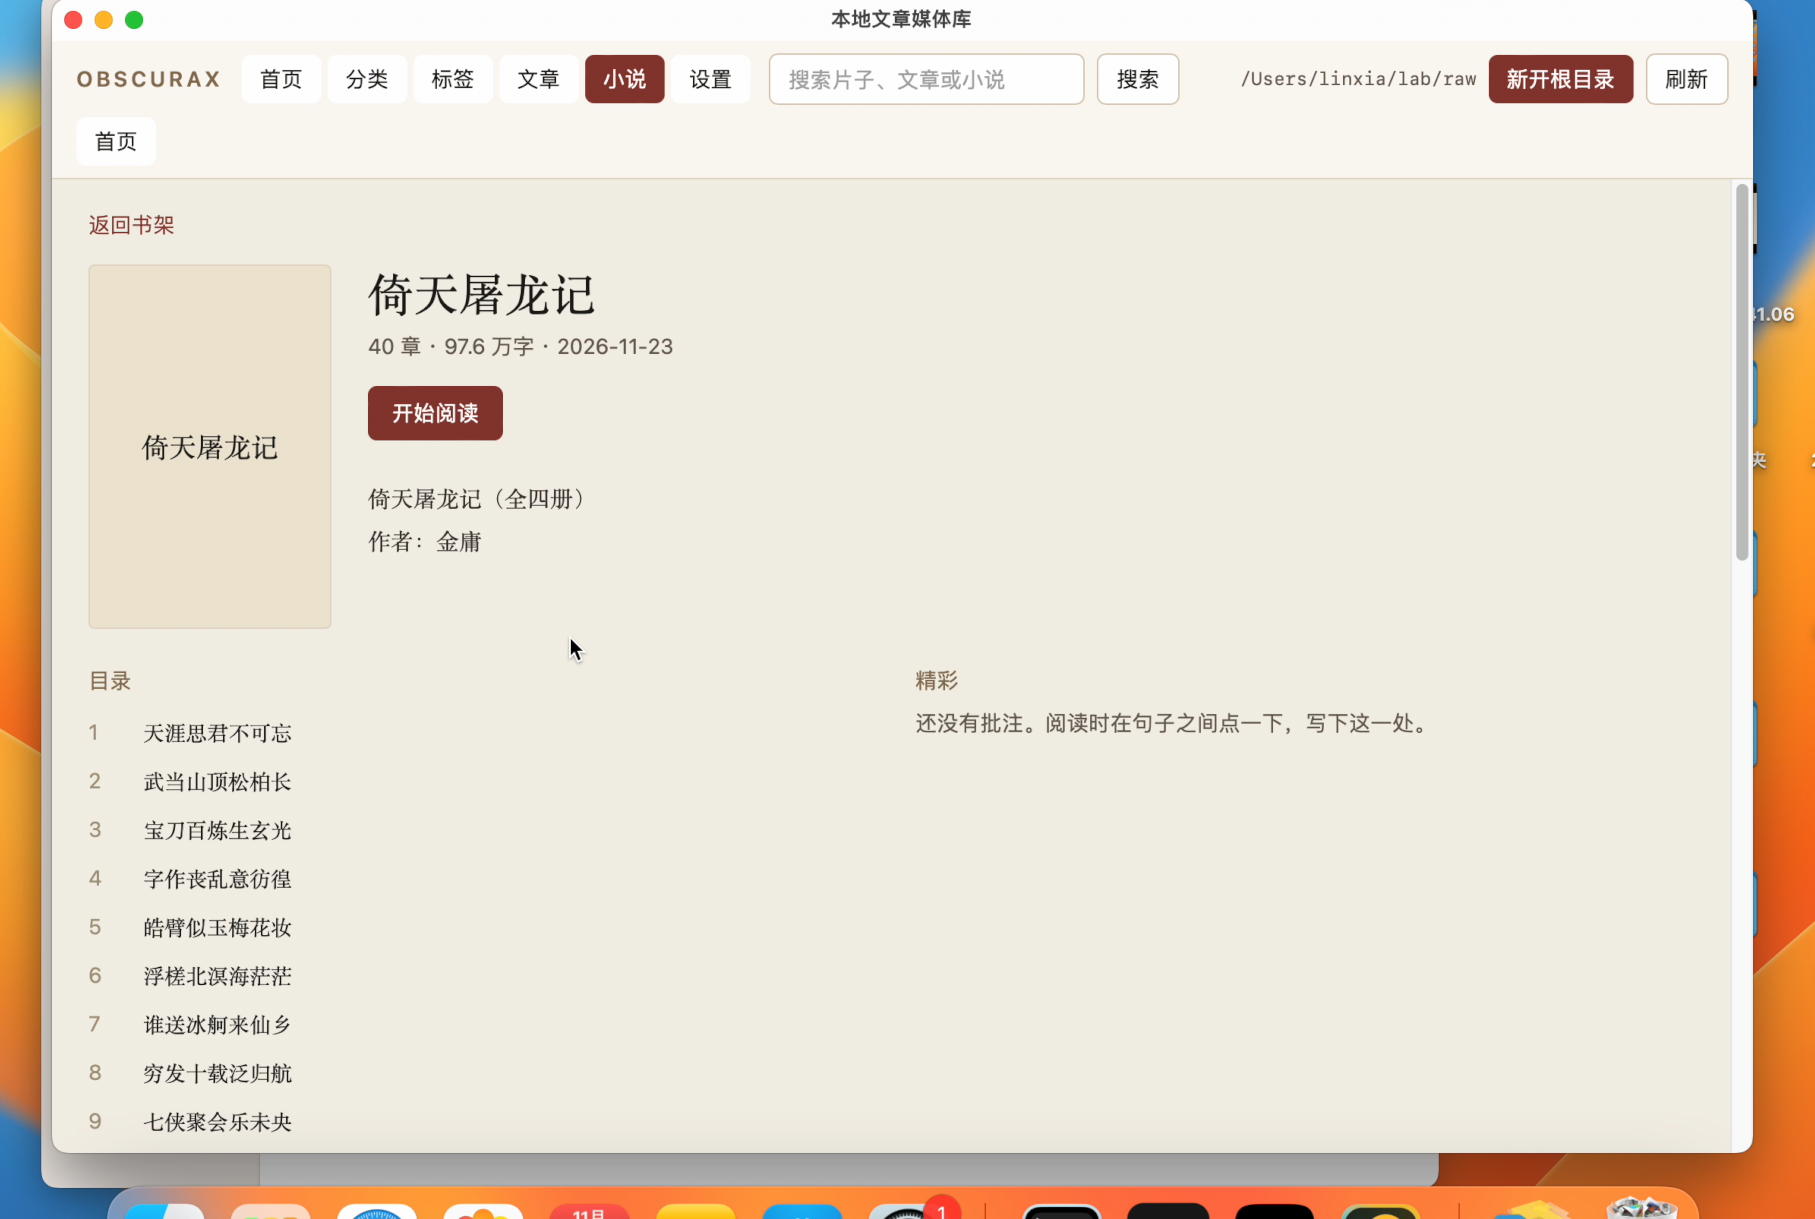 本地文章媒体库
OBSCURAX 首页 分类 标签 文章 小说 设置 搜索片子、文章或小说 搜索 /Users/linxia/lab/raw 新开根目录 刷新
首页
返回书架
倚天屠龙记
倚天屠龙记
40 章 · 97.6 万字 · 2026-11-23
开始阅读
倚天屠龙记（全四册）
作者：金庸
目录
1 天涯思君不可忘
2 武当山顶松柏长
3 宝刀百炼生玄光
4 字作丧乱意彷徨
5 皓臂似玉梅花妆
6 浮槎北溟海茫茫
7 谁送冰舸来仙乡
8 穷发十载泛归航
9 七侠聚会乐未央
精彩
还没有批注。阅读时在句子之间点一下，写下这一处。
41.06
夹
11月
1